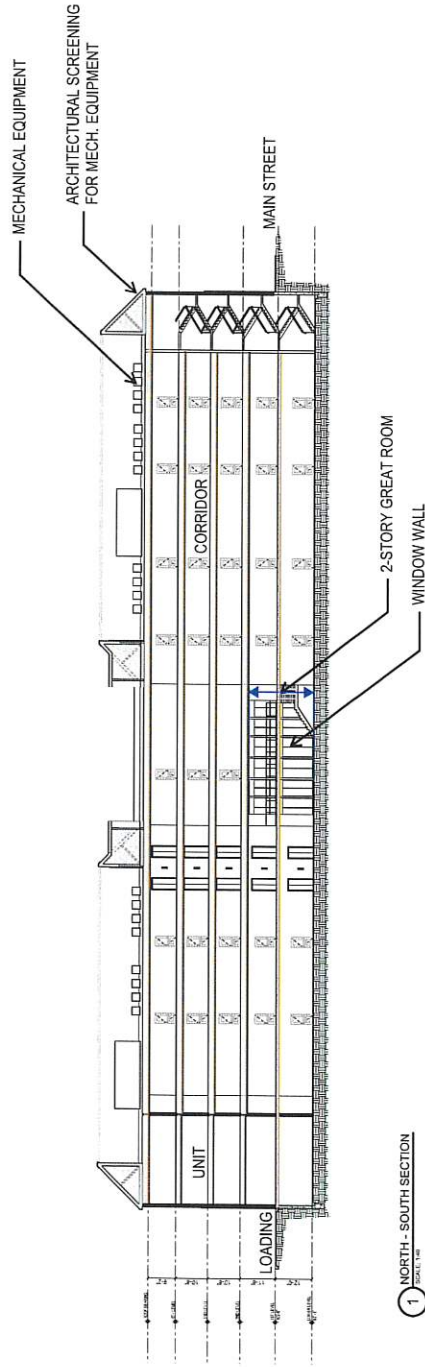 MECHANICAL EQUIPMENT
ARCHITECTURAL SCREENING
FOR MECH. EQUIPMENT
MAIN STREET
CORRIDOR
2-STORY GREAT ROOM
WINDOW WALL
UNIT
LOADING
1
NORTH - SOUTH SECTION